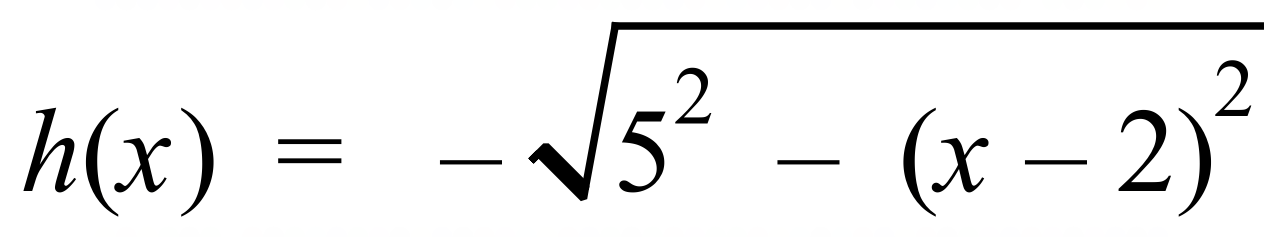 h(x) = −√(5² − (x − 2)²)